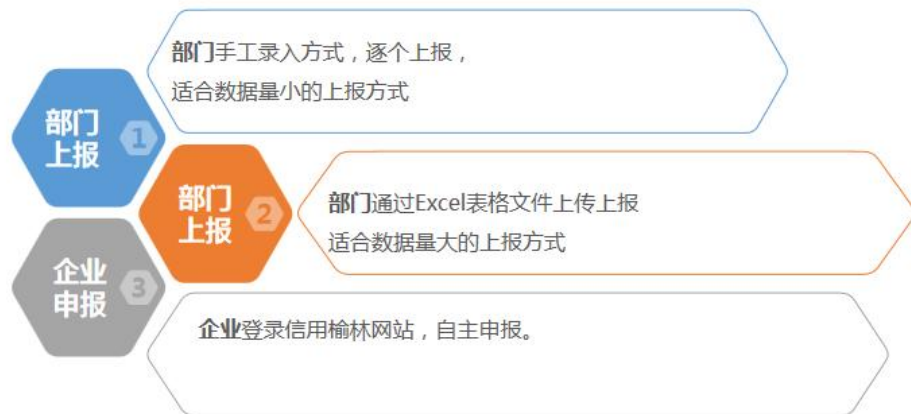 部门手工录入方式，逐个上报，
适合数据量小的上报方式
部门
上报
1
部门
上报
2
部门通过Excel表格文件上传上报
适合数据量大的上报方式
企业
申报
3
企业登录信用榆林网站，自主申报。